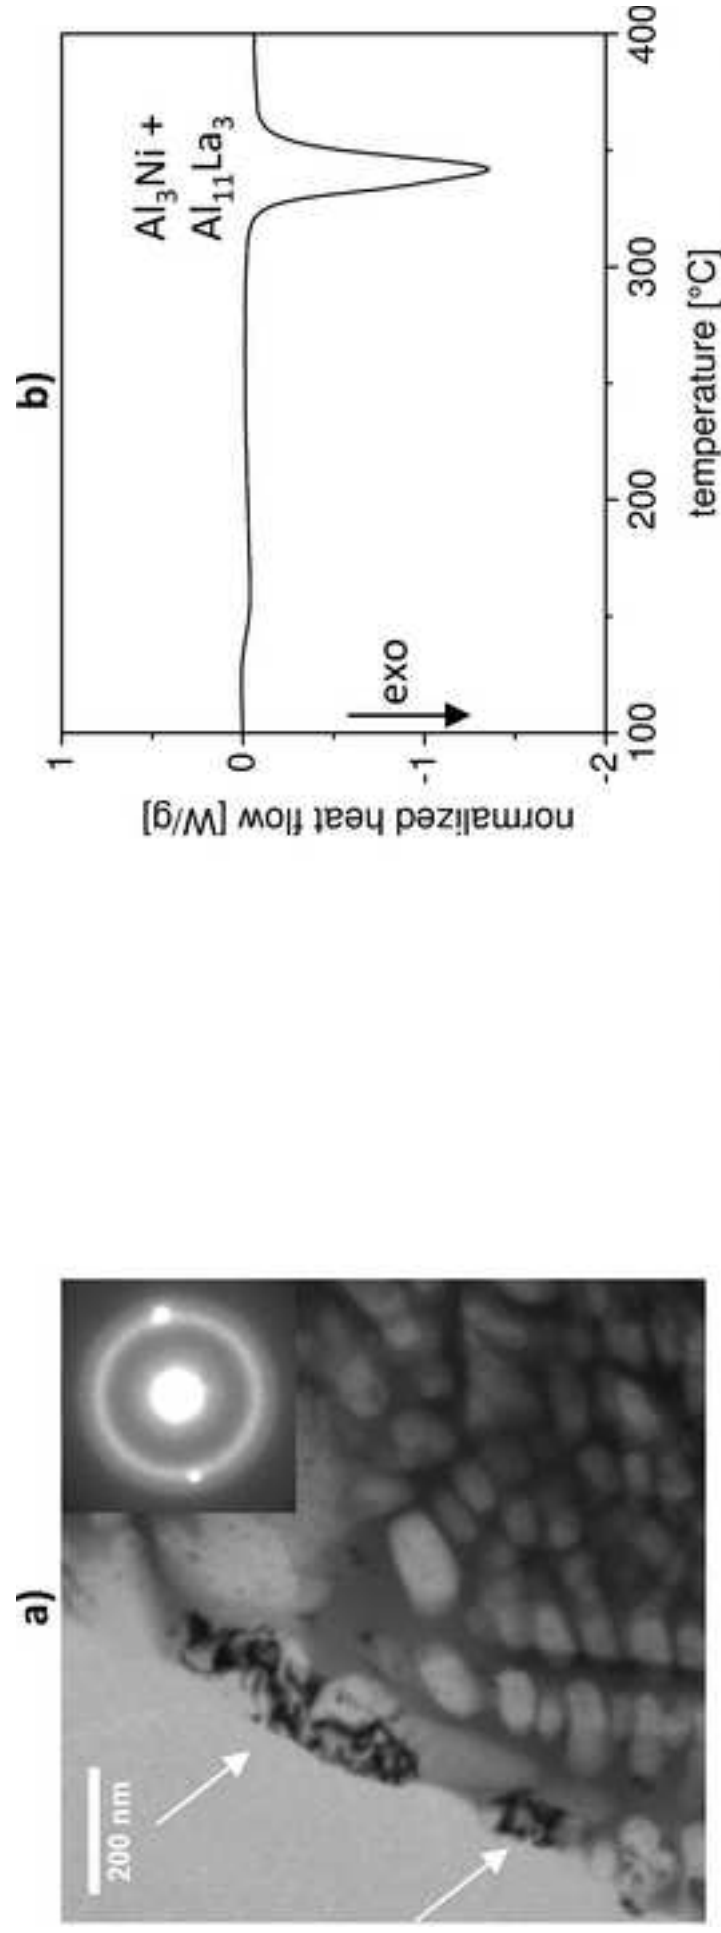 a)
200 nm
b)
normalized heat flow [W/g]
1
0
-1
-2
exo
Al₃Ni +
Al₁₁La₃
100
200
300
400
temperature [°C]